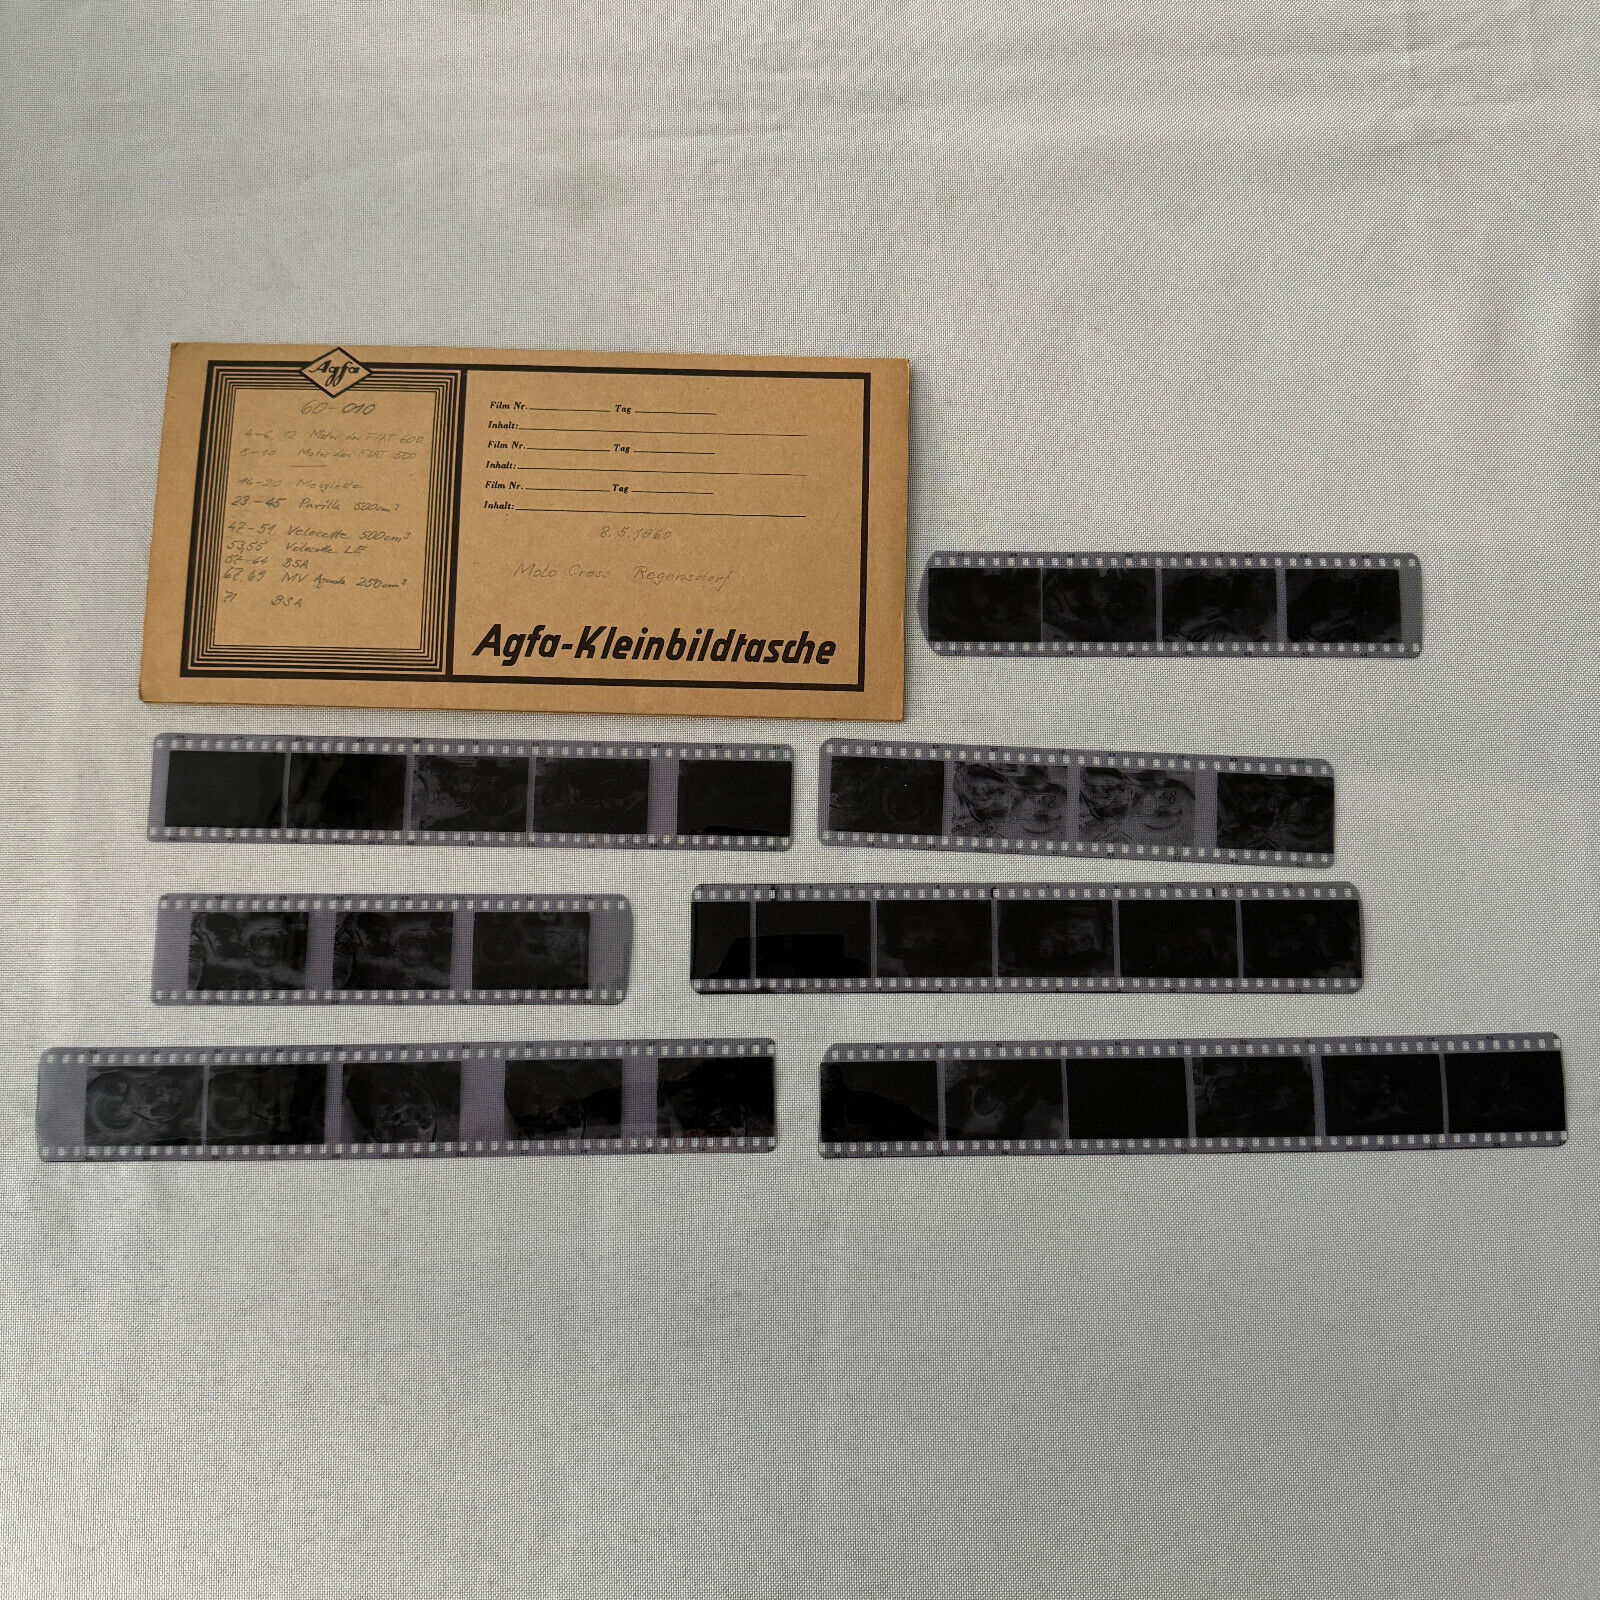 Agfa
60-010
4-6, 12 Motor des FIAT 600
8-10 Motor des FIAT 1500
14-20 Motglette
23-45 Parilla 500cm³
47-51 Velocette 500cm³
53,55 Velocette LE
57-64 BSA
67,69 MV Agusta 250cm³
71 BSA
Film Nr. Tag
Inhalt:
Film Nr. Tag
Inhalt:
Film Nr. Tag
Inhalt:
8.5.1960
Moto Cross Regensdorf
Agfa-Kleinbildtasche